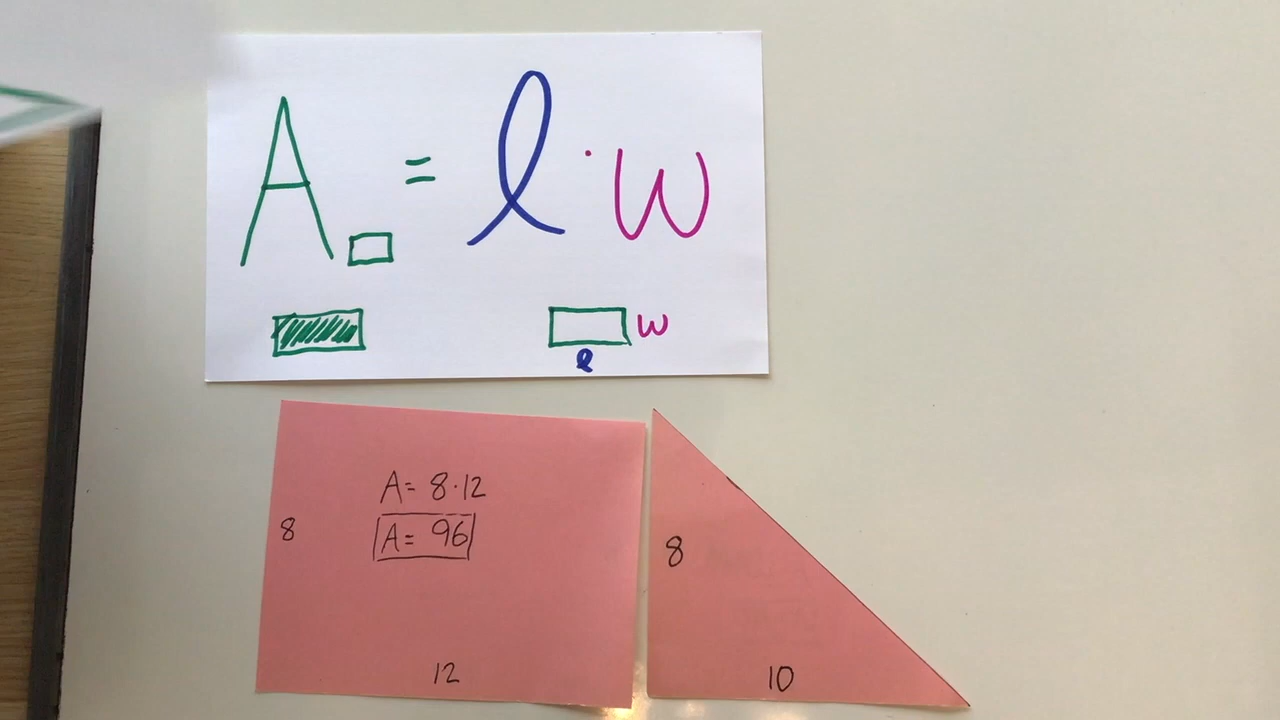 A▭ = l · w
w
l
A = 8 · 12
A = 96
8
12
8
10